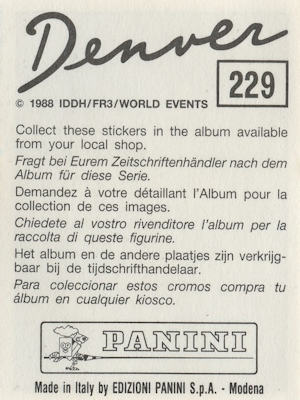 Denver
229
© 1988 IDDH/FR3/WORLD EVENTS
Collect these stickers in the album available
from your local shop.
Fragt bei Eurem Zeitschriftenhändler nach dem
Album für diese Serie.
Demandez à votre détaillant l'Album pour la
collection de ces images.
Chiedete al vostro rivenditore l'album per la
raccolta di queste figurine.
Het album en de andere plaatjes zijn verkrijg-
baar bij de tijdschrifthandelaar.
Para coleccionar estos cromos compra tu
álbum en cualquier kiosco.
PANINI
Made in Italy by EDIZIONI PANINI S.p.A. - Modena